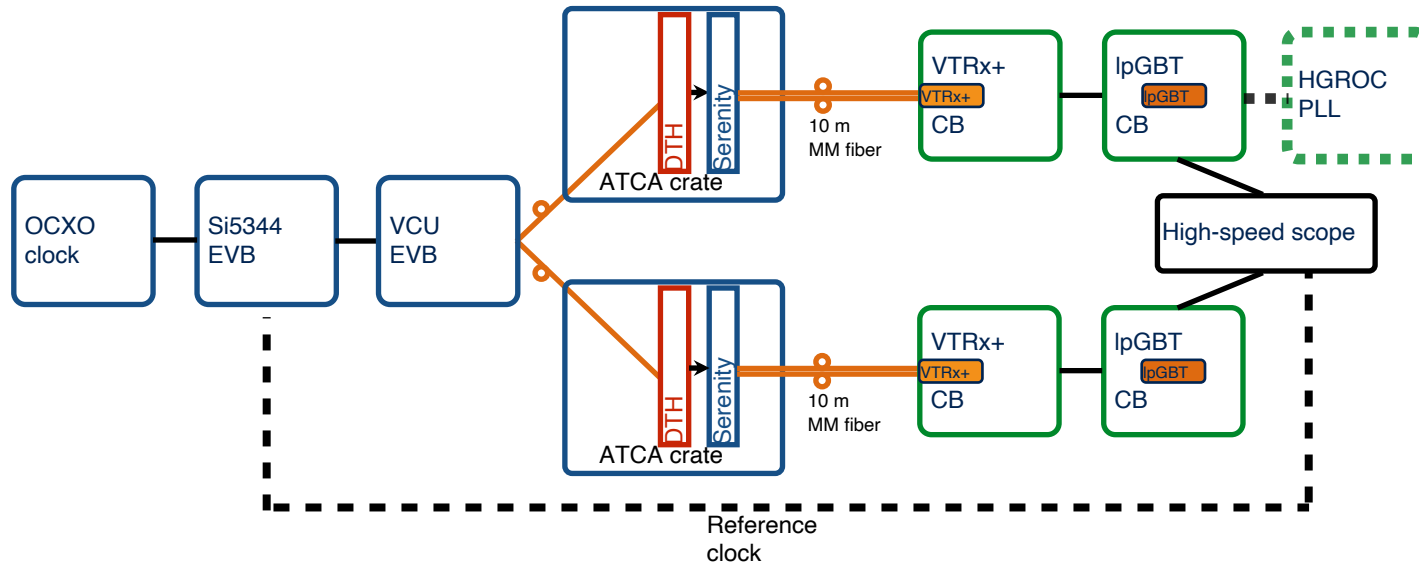 OCXO
clock
Si5344
EVB
VCU
EVB
DTH
Serenity
ATCA crate
10 m
MM fiber
VTRx+
VTRx+
CB
lpGBT
lpGBT
CB
HGROC
PLL
High-speed scope
DTH
Serenity
ATCA crate
10 m
MM fiber
VTRx+
VTRx+
CB
lpGBT
lpGBT
CB
Reference
clock